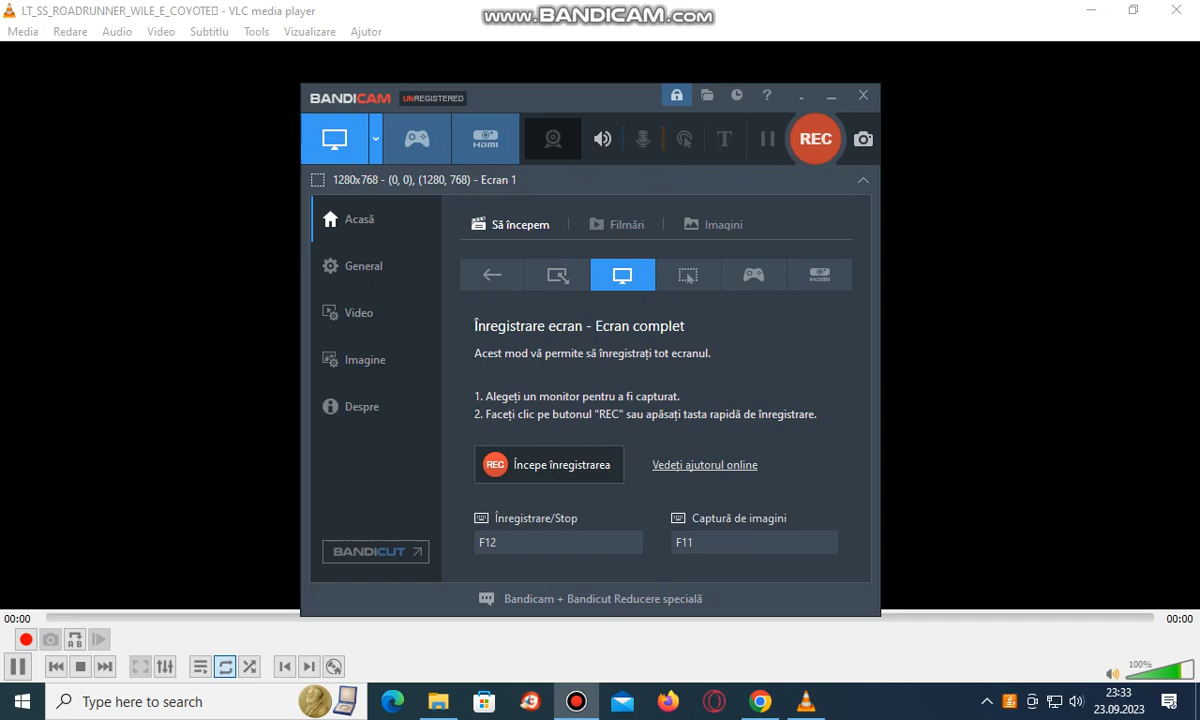 LT_SS_ROADRUNNER_WILE_E_COYOTE - VLC media player
www.BANDICAM.com
Media Redare Audio Video Subtitlu Tools Vizualizare Ajutor
BANDICAM UNREGISTERED
HDMI
REC
1280x768 - (0, 0), (1280, 768) - Ecran 1
Acasă
General
Video
Imagine
Despre
BANDICUT
Să începem Filmări Imagini
HDMI
Înregistrare ecran - Ecran complet
Acest mod vă permite să înregistrați tot ecranul.
1. Alegeți un monitor pentru a fi capturat.
2. Faceți clic pe butonul "REC" sau apăsați tasta rapidă de înregistrare.
REC Începe înregistrarea Vedeți ajutorul online
Înregistrare/Stop Captură de imagini
F12 F11
Bandicam + Bandicut Reducere specială
00:00 00:00
A B
100%
Type here to search
23:33
23.09.2023